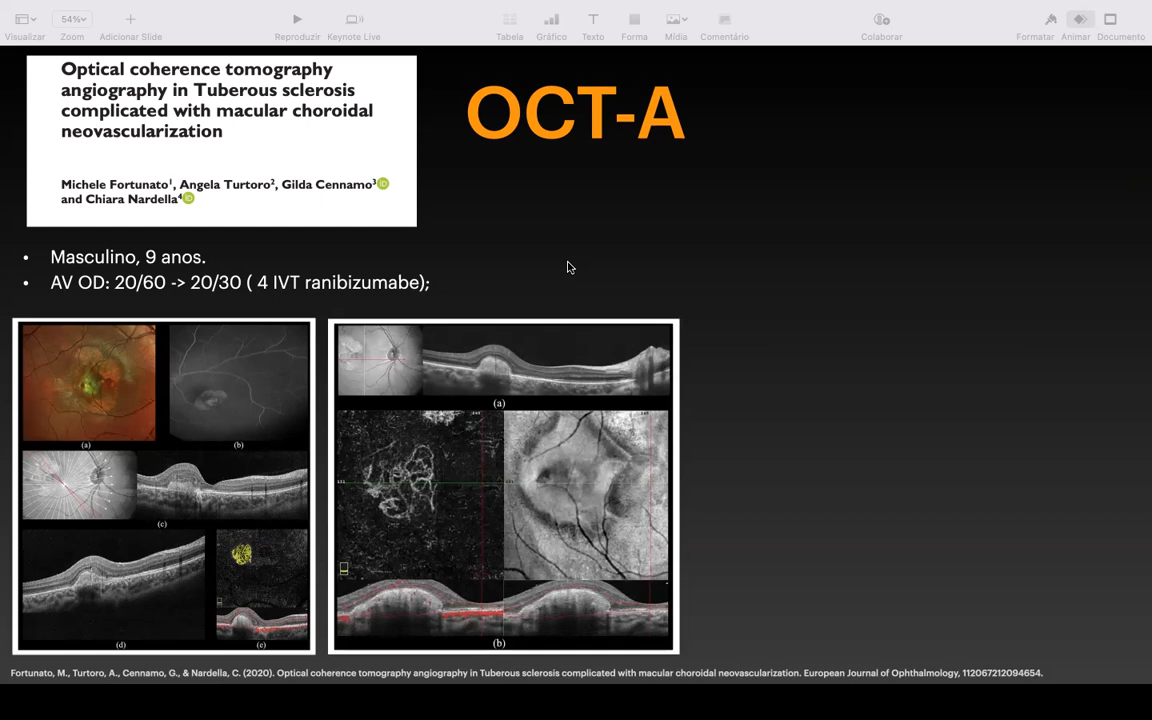 54%
Visualizar
Zoom
Adicionar Slide
Reproduzir
Keynote Live
Tabela
Gráfico
Texto
Forma
Mídia
Comentário
Colaborar
Formatar
Animar
Documento
Optical coherence tomography
angiography in Tuberous sclerosis
complicated with macular choroidal
neovascularization
Michele Fortunato¹, Angela Turtoro², Gilda Cennamo³ iD
and Chiara Nardella⁴ iD
OCT-A
• Masculino, 9 anos.
• AV OD: 20/60 -> 20/30 ( 4 IVT ranibizumabe);
(a)
(b)
(c)
(d)
(e)
(a)
(b)
Fortunato, M., Turtoro, A., Cennamo, G., & Nardella, C. (2020). Optical coherence tomography angiography in Tuberous sclerosis complicated with macular choroidal neovascularization. European Journal of Ophthalmology, 112067212094654.